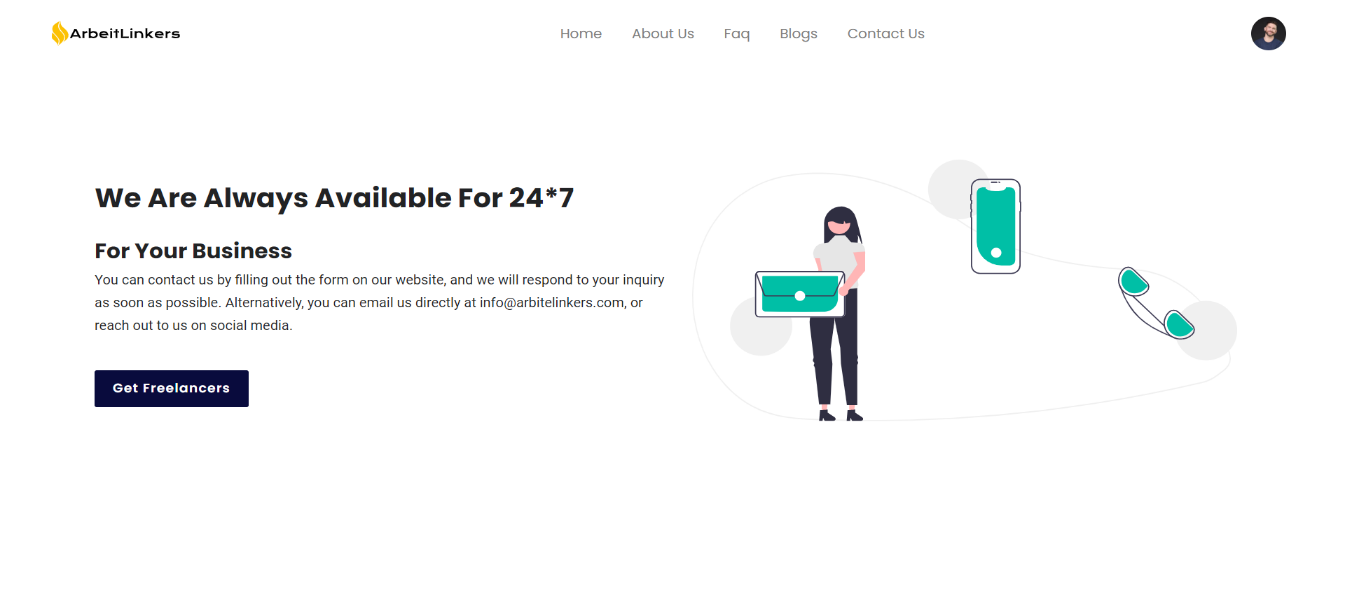 ArbeitLinkers
Home About Us Faq Blogs Contact Us
We Are Always Available For 24*7
For Your Business
You can contact us by filling out the form on our website, and we will respond to your inquiry
as soon as possible. Alternatively, you can email us directly at info@arbitelinkers.com, or
reach out to us on social media.
Get Freelancers